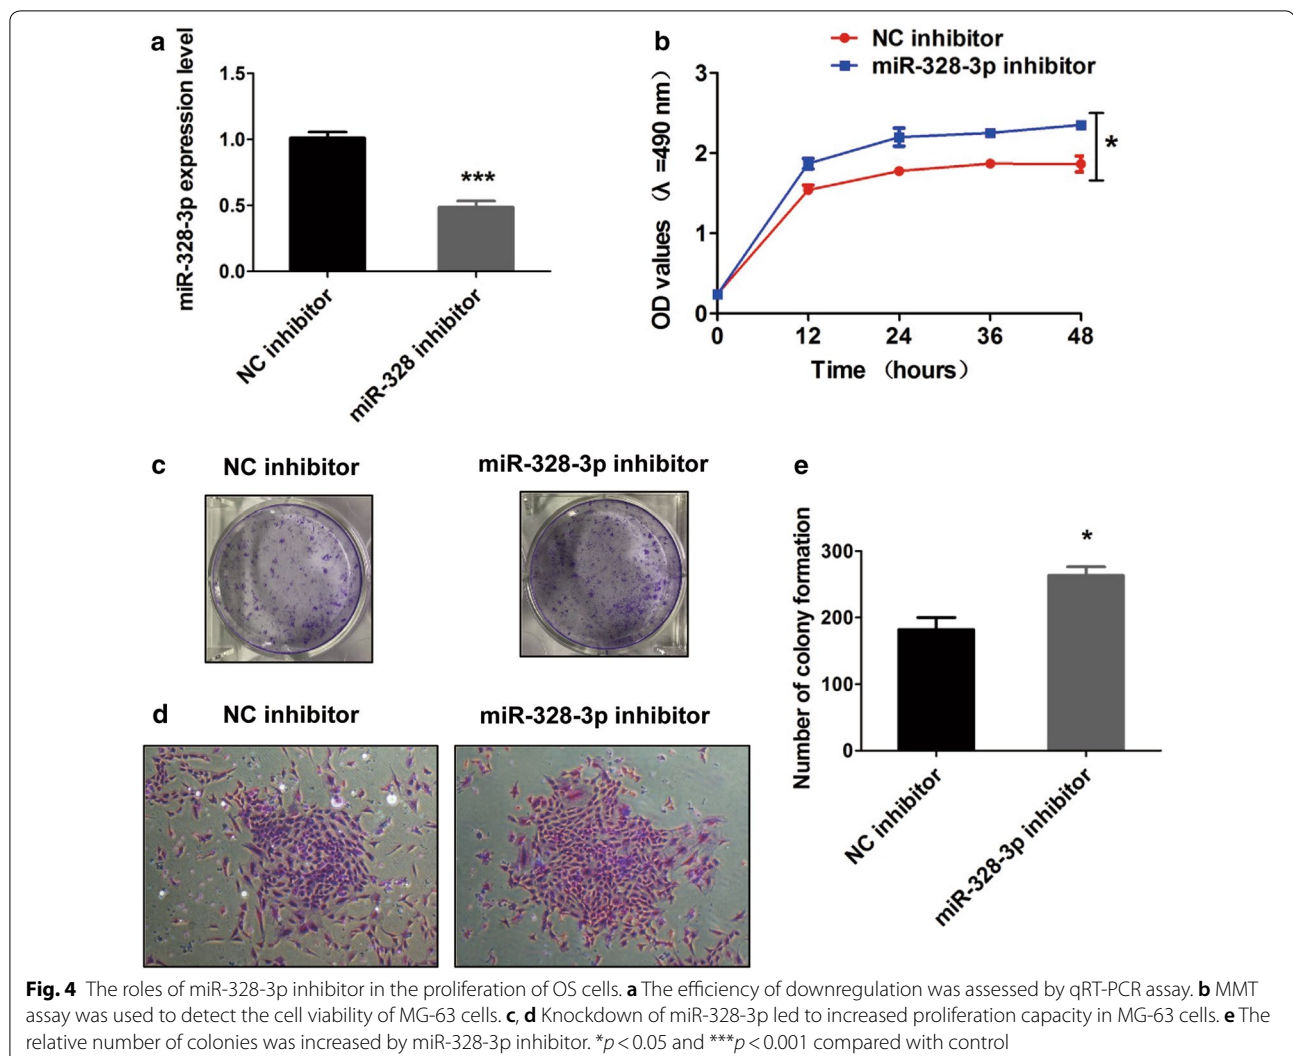 a
miR-328-3p expression level
1.5
1.0
0.5
0.0
***
NC inhibitor
miR-328 inhibitor
b
NC inhibitor
miR-328-3p inhibitor
OD values （λ =490 nm）
3
2
1
0
*
0 12 24 36 48
Time （hours）
c
NC inhibitor
miR-328-3p inhibitor
d
NC inhibitor
miR-328-3p inhibitor
e
Number of colony formation
300
200
100
0
*
NC inhibitor
miR-328-3p inhibitor
Fig. 4 The roles of miR-328-3p inhibitor in the proliferation of OS cells. a The efficiency of downregulation was assessed by qRT-PCR assay. b MMT
assay was used to detect the cell viability of MG-63 cells. c, d Knockdown of miR-328-3p led to increased proliferation capacity in MG-63 cells. e The
relative number of colonies was increased by miR-328-3p inhibitor. *p < 0.05 and ***p < 0.001 compared with control